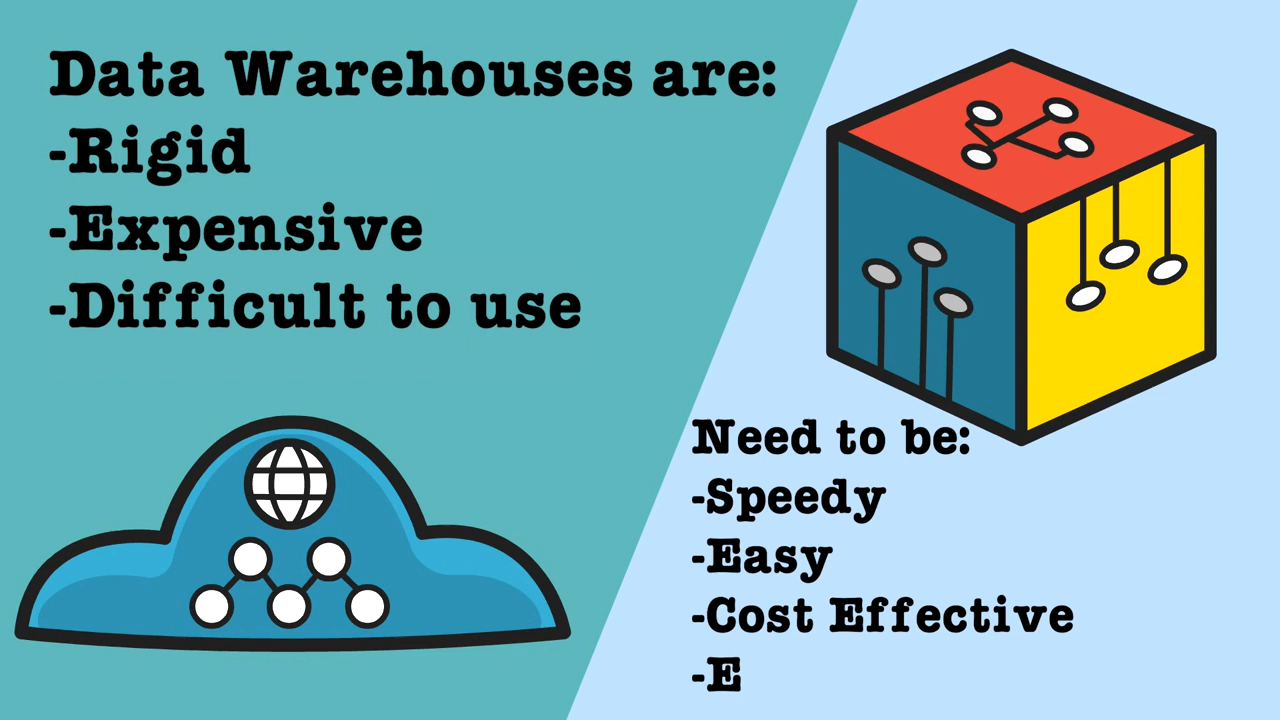 Data Warehouses are:
-Rigid
-Expensive
-Difficult to use
Need to be:
-Speedy
-Easy
-Cost Effective
-E